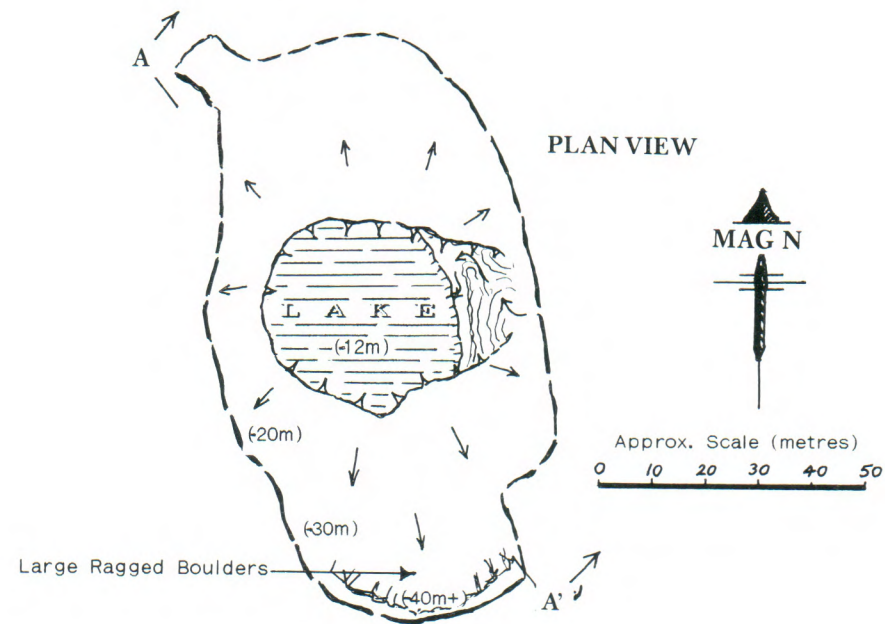 A
PLAN VIEW
MAG N
LAKE
(-12m)
(-20m)
Approx. Scale (metres)
0 10 20 30 40 50
(-30m)
Large Ragged Boulders
(-40m+)
A'